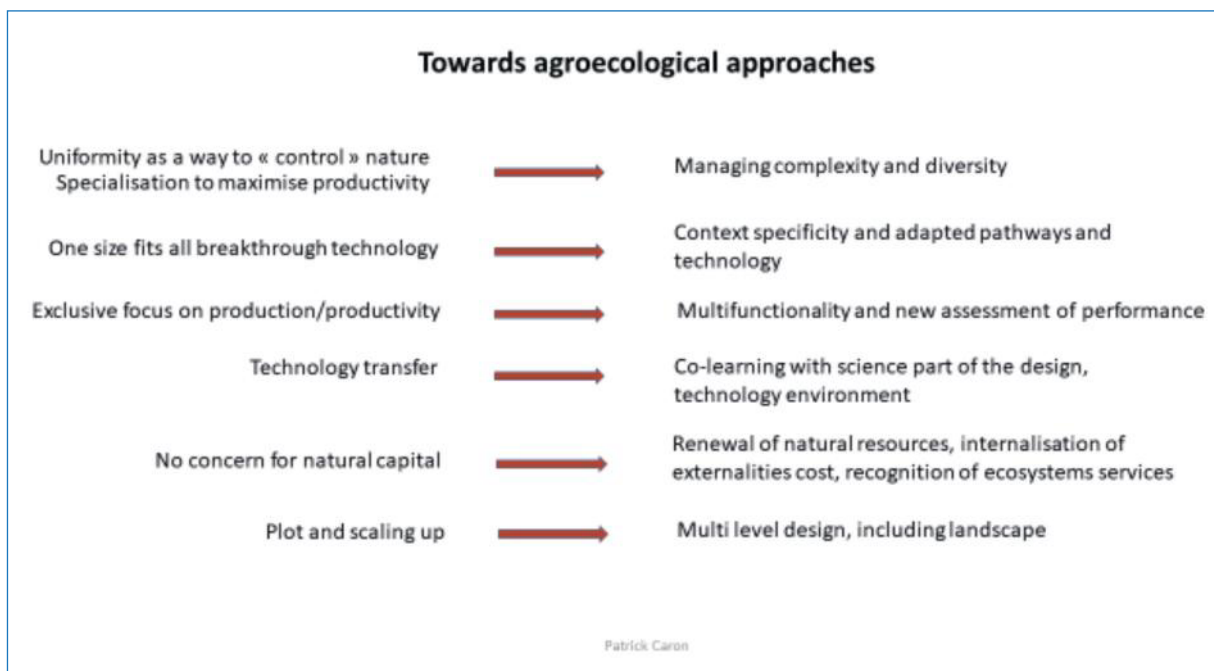 Towards agroecological approaches
Uniformity as a way to « control » nature
Specialisation to maximise productivity
Managing complexity and diversity
One size fits all breakthrough technology
Context specificity and adapted pathways and
technology
Exclusive focus on production/productivity
Multifunctionality and new assessment of performance
Technology transfer
Co-learning with science part of the design,
technology environment
No concern for natural capital
Renewal of natural resources, internalisation of
externalities cost, recognition of ecosystems services
Plot and scaling up
Multi level design, including landscape
Patrick Caron